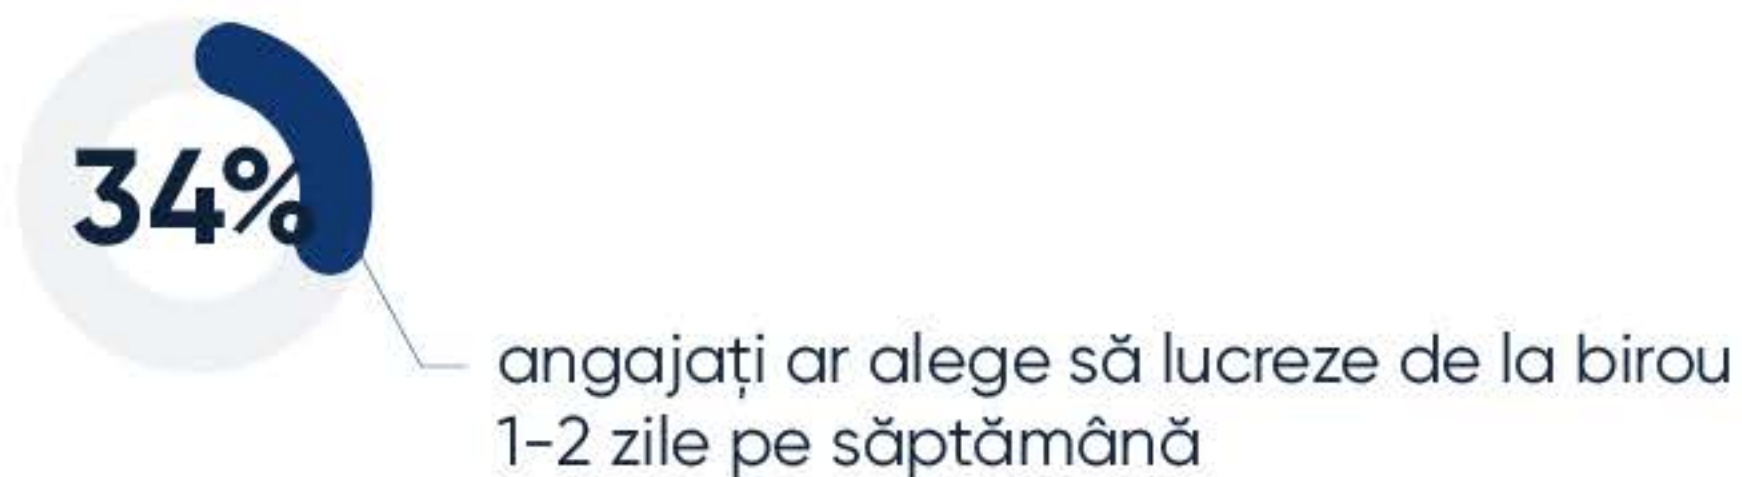 34%
angajați ar alege să lucreze de la birou
1-2 zile pe săptămână